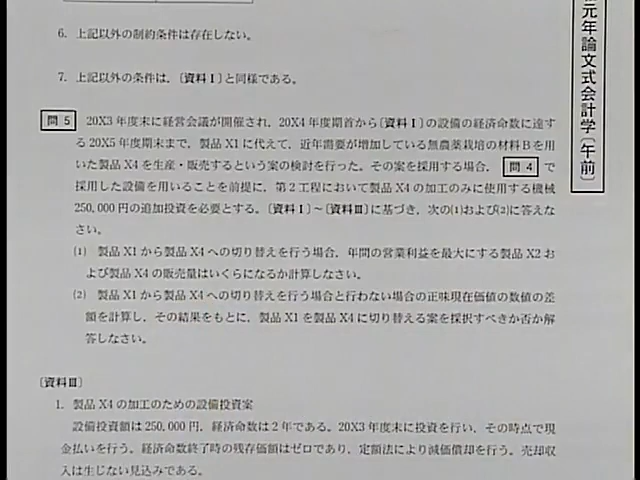 6. 上記以外の制約条件は存在しない。
7. 上記以外の条件は,〔資料Ⅰ〕と同様である。
問5 20X3年度末に経営会議が開催され, 20X4年度期首から〔資料Ⅰ〕の設備の経済命数に達す
る20X5年度期末まで, 製品X1に代えて, 近年需要が増加している無農薬栽培の材料Bを用
いた製品X4を生産・販売するという案の検討を行った。その案を採用する場合, 問4 で
採用した設備を用いることを前提に, 第2工程において製品X4の加工のみに使用する機械
250,000円の追加投資を必要とする。〔資料Ⅰ〕~〔資料Ⅲ〕に基づき, 次の(1)および(2)に答えな
さい。
(1) 製品X1から製品X4への切り替えを行う場合, 年間の営業利益を最大にする製品X2お
よび製品X4の販売量はいくらになるか計算しなさい。
(2) 製品X1から製品X4への切り替えを行う場合と行わない場合の正味現在価値の数値の差
額を計算し, その結果をもとに, 製品X1を製品X4に切り替える案を採択すべきか否か解
答しなさい。
〔資料Ⅲ〕
1. 製品X4の加工のための設備投資案
設備投資額は250,000円, 経済命数は2年である。20X3年度末に投資を行い, その時点で現
金払いを行う。経済命数終了時の残存価額はゼロであり, 定額法により減価償却を行う。売却収
入は生じない見込みである。
元年論文式会計学〔午前〕